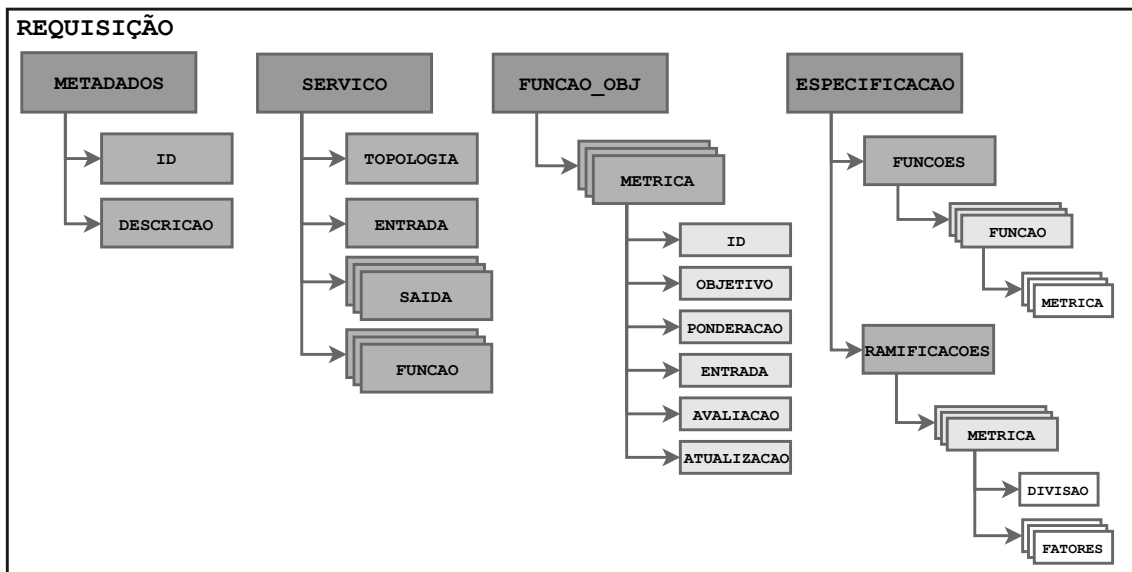 REQUISIÇÃO
METADADOS
ID
DESCRICAO
SERVICO
TOPOLOGIA
ENTRADA
SAIDA
FUNCAO
FUNCAO_OBJ
METRICA
ID
OBJETIVO
PONDERACAO
ENTRADA
AVALIACAO
ATUALIZACAO
ESPECIFICACAO
FUNCOES
FUNCAO
METRICA
RAMIFICACOES
METRICA
DIVISAO
FATORES